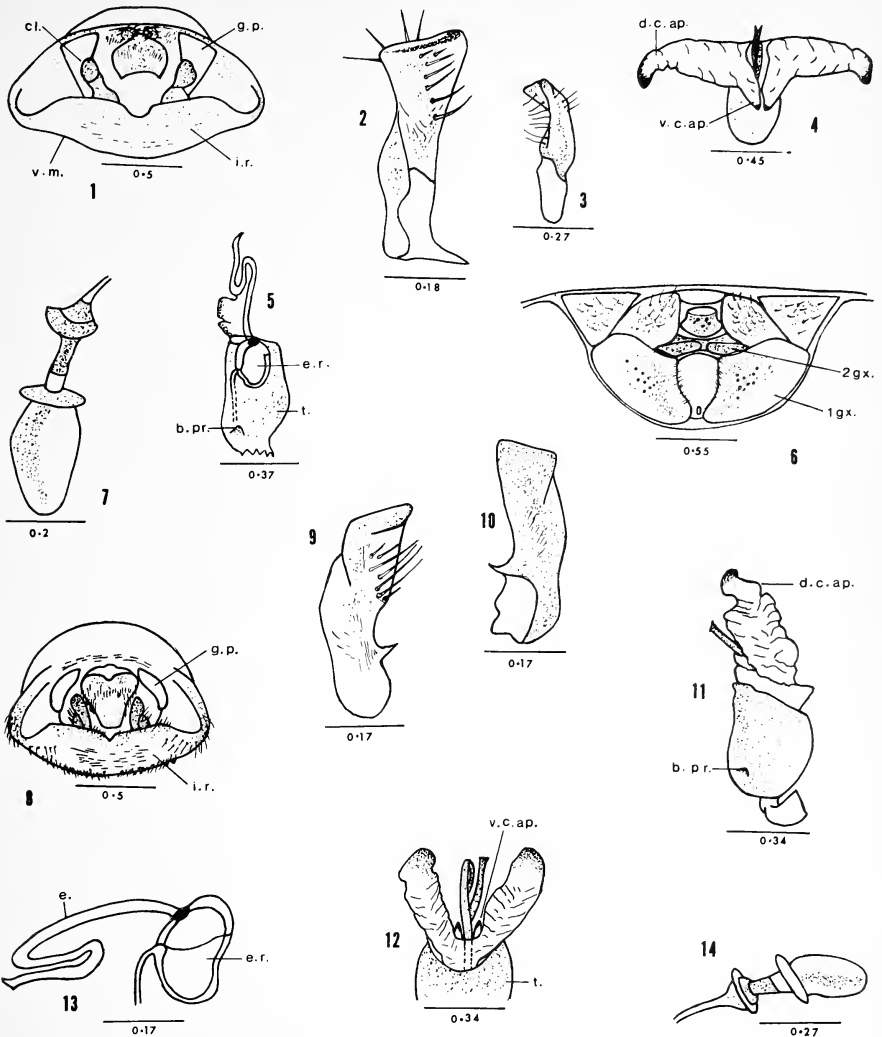 cl.
g.p.
v.m.
i.r.
0·5
1
2
0·18
3
0·27
d.c.ap.
v.c.ap.
4
0·45
5
e.r.
t.
b.pr.
0·37
6
2gx.
1gx.
0·55
7
0·2
8
g.p.
i.r.
0·5
9
0·17
10
0·17
d.c.ap.
11
b.pr.
0·34
v.c.ap.
12
t.
0·34
e.
e.r.
13
0·17
14
0·27